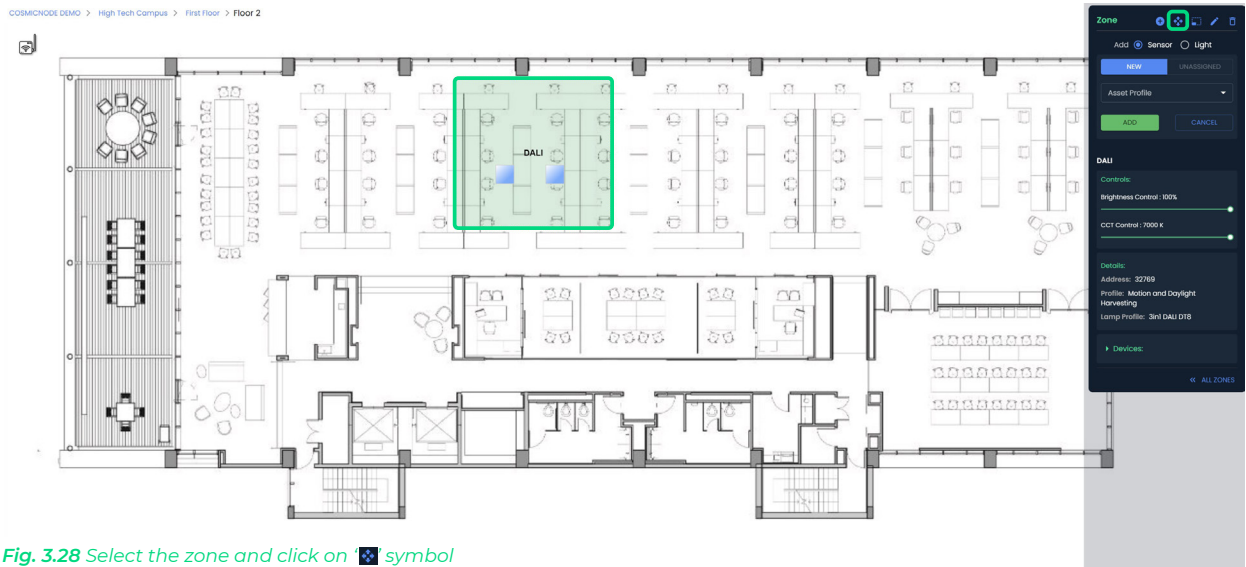 COSMICNODE DEMO > High Tech Campus > First Floor > Floor 2
Zone
Add Sensor Light
NEW UNASSIGNED
Asset Profile
ADD CANCEL
DALI
DALI
Controls:
Brightness Control : 100%
CCT Control : 7000 K
Details:
Address: 32769
Profile: Motion and Daylight
Harvesting
Lamp Profile: 3in1 DALI DT8
Devices:
ALL ZONES
Fig. 3.28 Select the zone and click on ‘ ’ symbol